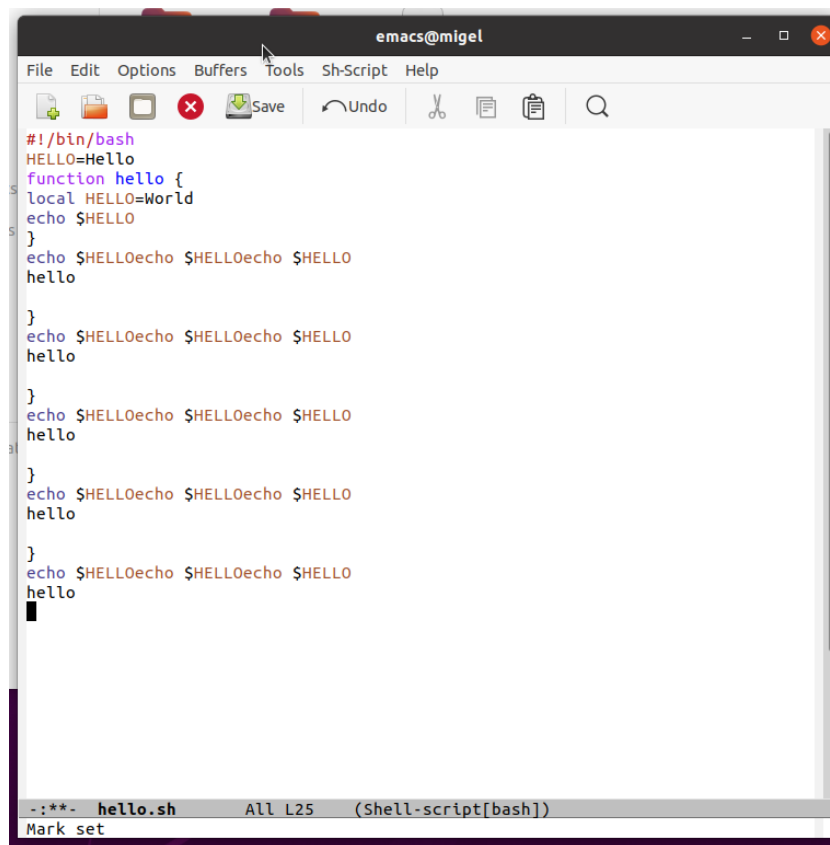 emacs@migel
File Edit Options Buffers Tools Sh-Script Help
Save Undo
#!/bin/bash
HELLO=Hello
function hello {
local HELLO=World
echo $HELLO
}
echo $HELLOecho $HELLOecho $HELLO
hello
}
echo $HELLOecho $HELLOecho $HELLO
hello
}
echo $HELLOecho $HELLOecho $HELLO
hello
}
echo $HELLOecho $HELLOecho $HELLO
hello
}
echo $HELLOecho $HELLOecho $HELLO
hello
-:**- hello.sh All L25 (Shell-script[bash])
Mark set